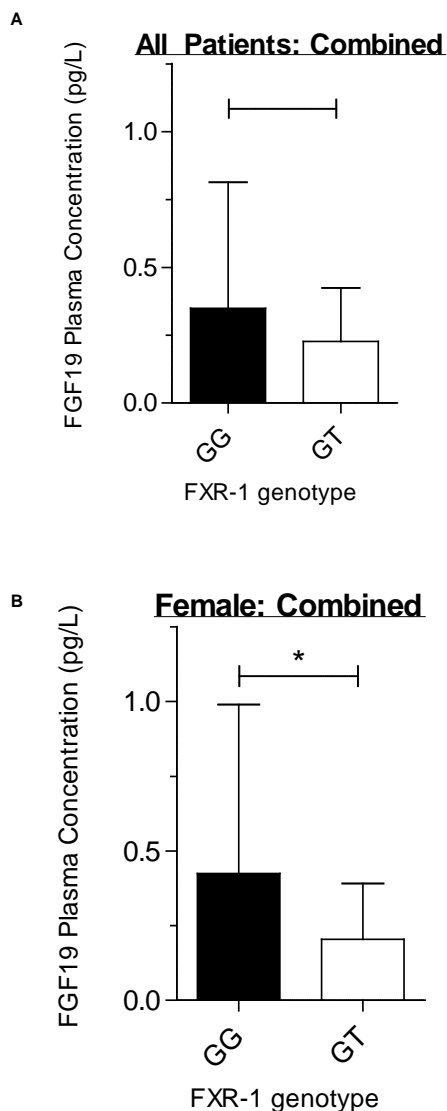 A
All Patients: Combined
FGF19 Plasma Concentration (pg/L)
1.0
0.5
0.0
GG
GT
FXR-1 genotype
B
Female: Combined
FGF19 Plasma Concentration (pg/L)
*
1.0
0.5
0.0
GG
GT
FXR-1 genotype